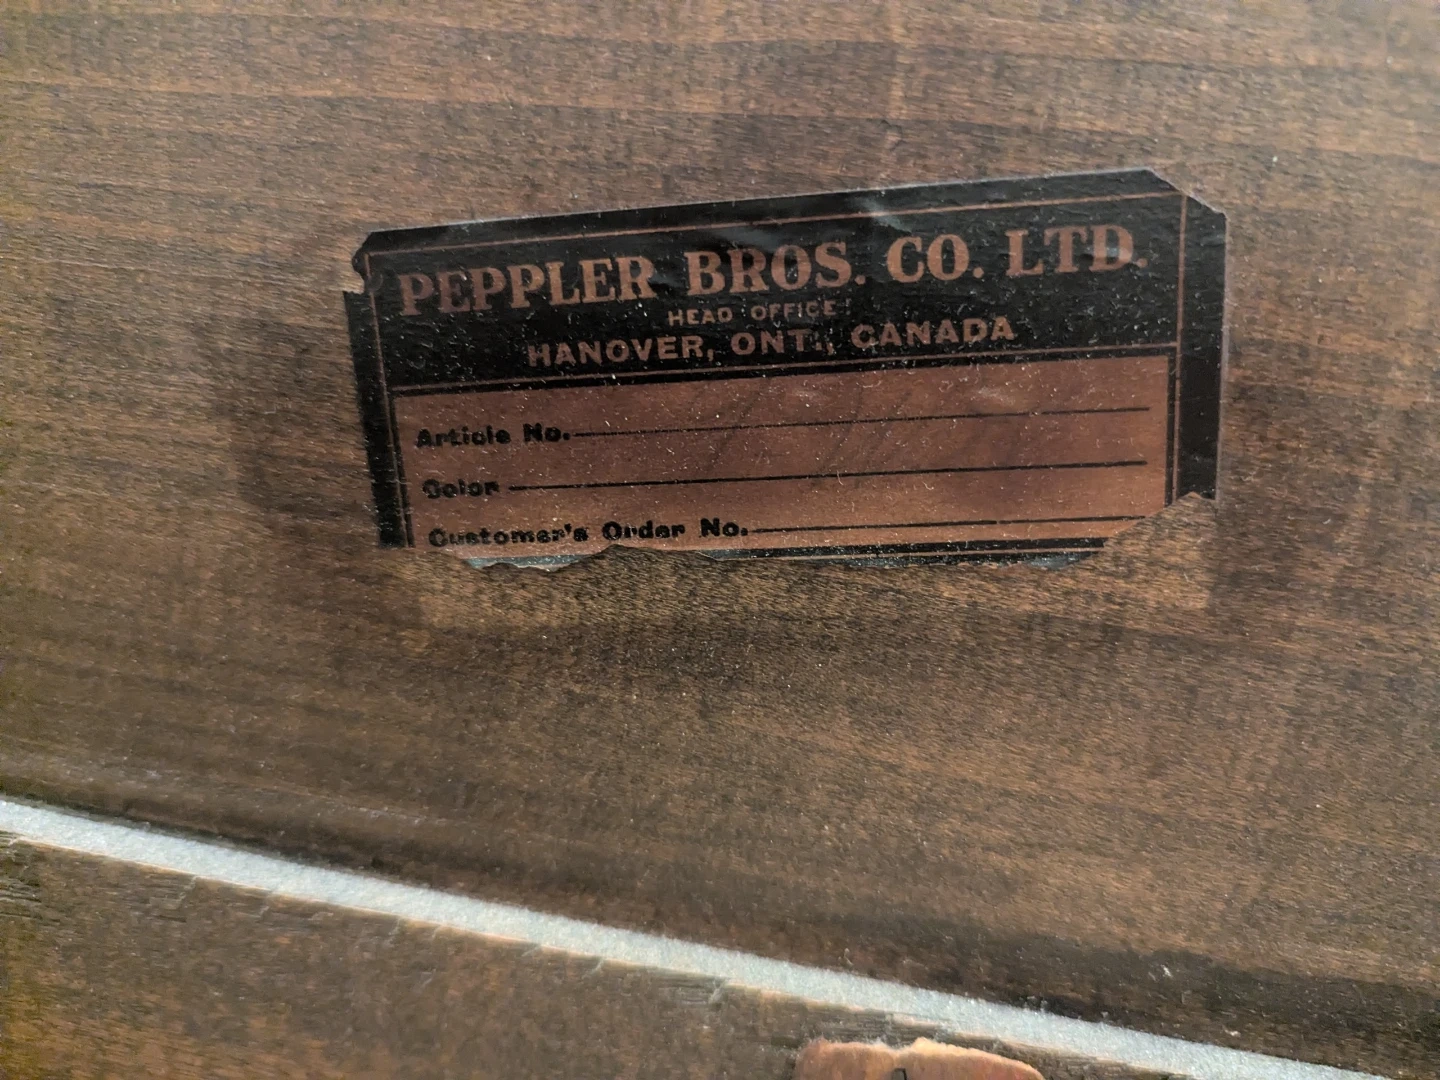 PEPPLER BROS. CO. LTD.
HEAD OFFICE
HANOVER, ONT., CANADA
Article No.
Color
Customer's Order No.